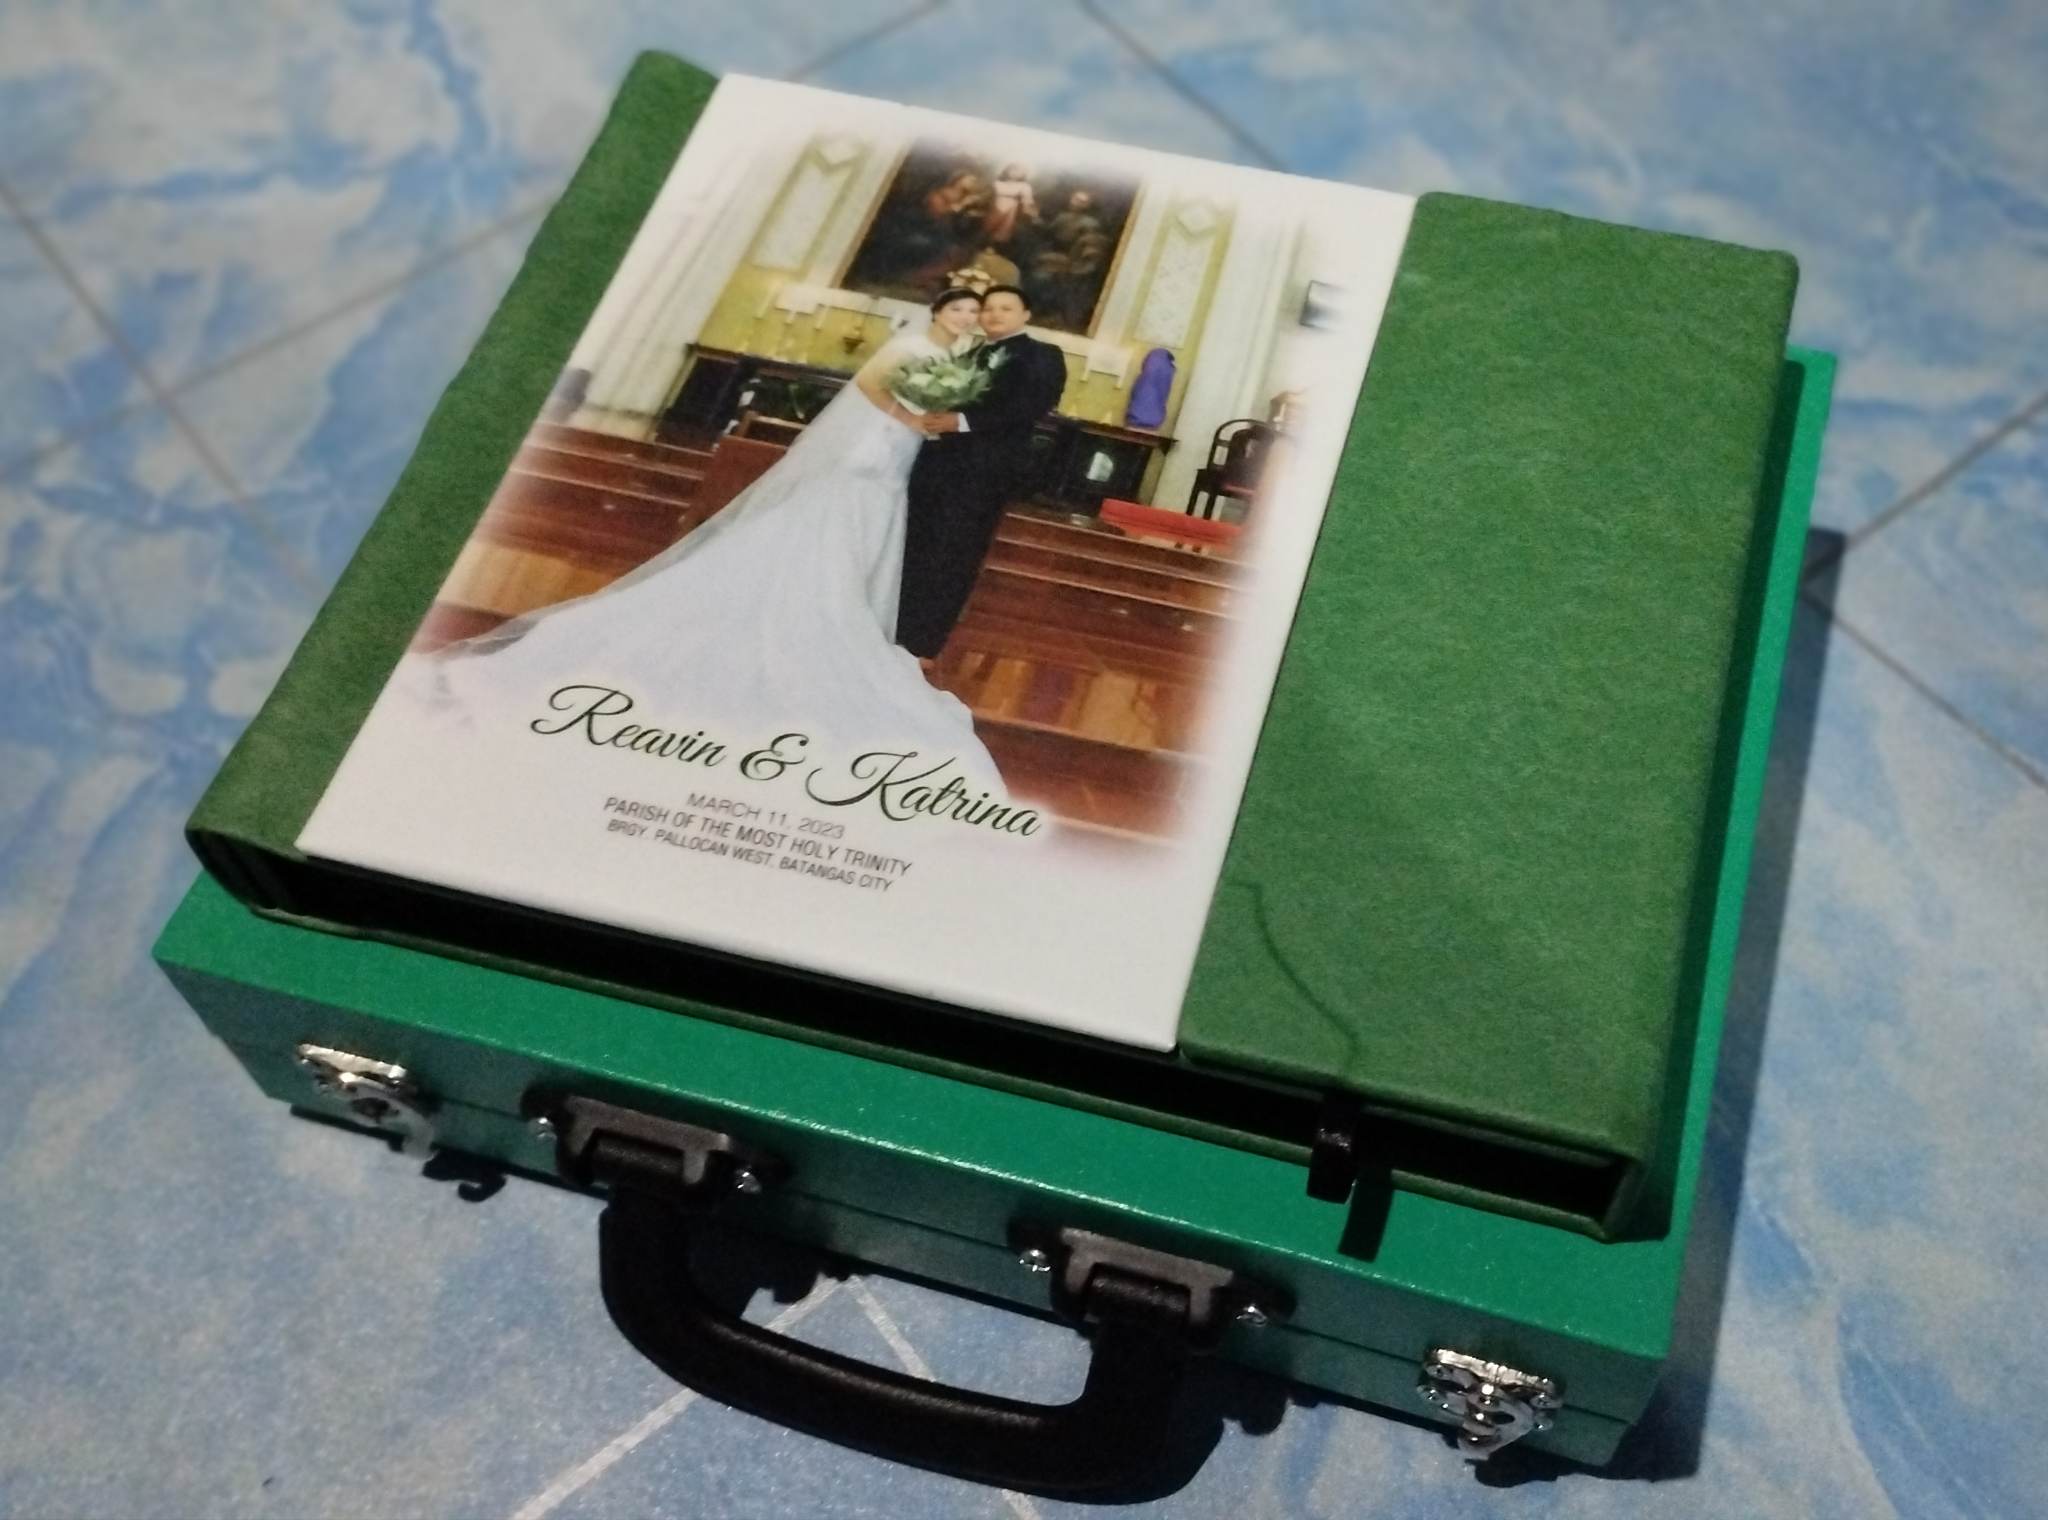 Reavin & Katrina
MARCH 11, 2023
PARISH OF THE MOST HOLY TRINITY
BRGY. PALLOCAN WEST, BATANGAS CITY